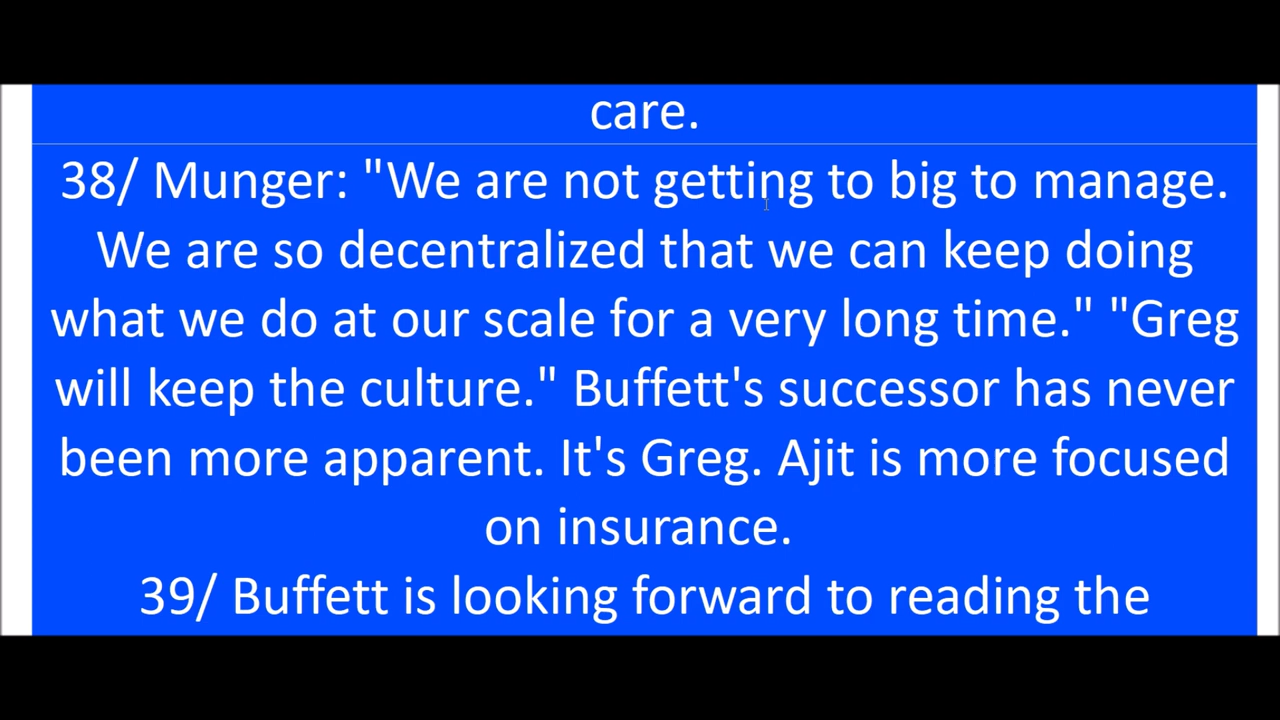 care.
38/ Munger: "We are not getting to big to manage.
We are so decentralized that we can keep doing
what we do at our scale for a very long time." "Greg
will keep the culture." Buffett's successor has never
been more apparent. It's Greg. Ajit is more focused
on insurance.
39/ Buffett is looking forward to reading the